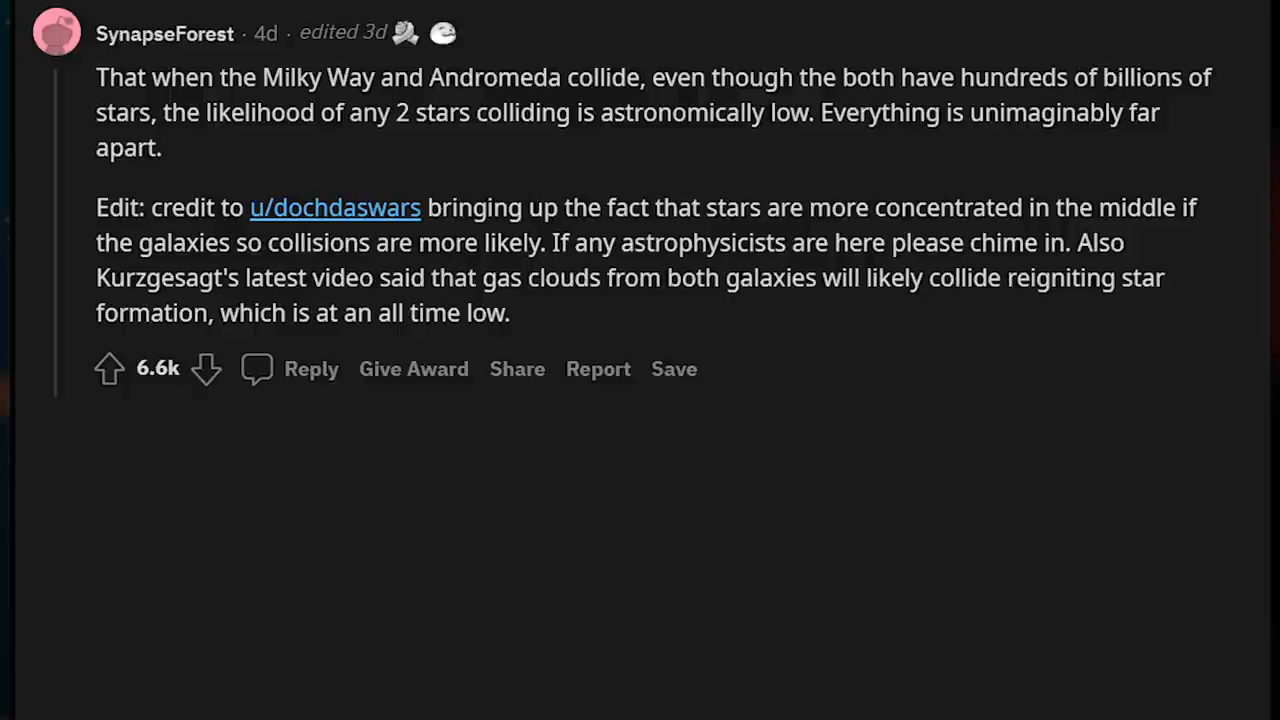 SynapseForest · 4d · edited 3d
That when the Milky Way and Andromeda collide, even though the both have hundreds of billions of
stars, the likelihood of any 2 stars colliding is astronomically low. Everything is unimaginably far
apart.
Edit: credit to u/dochdaswars bringing up the fact that stars are more concentrated in the middle if
the galaxies so collisions are more likely. If any astrophysicists are here please chime in. Also
Kurzgesagt's latest video said that gas clouds from both galaxies will likely collide reigniting star
formation, which is at an all time low.
6.6k Reply Give Award Share Report Save